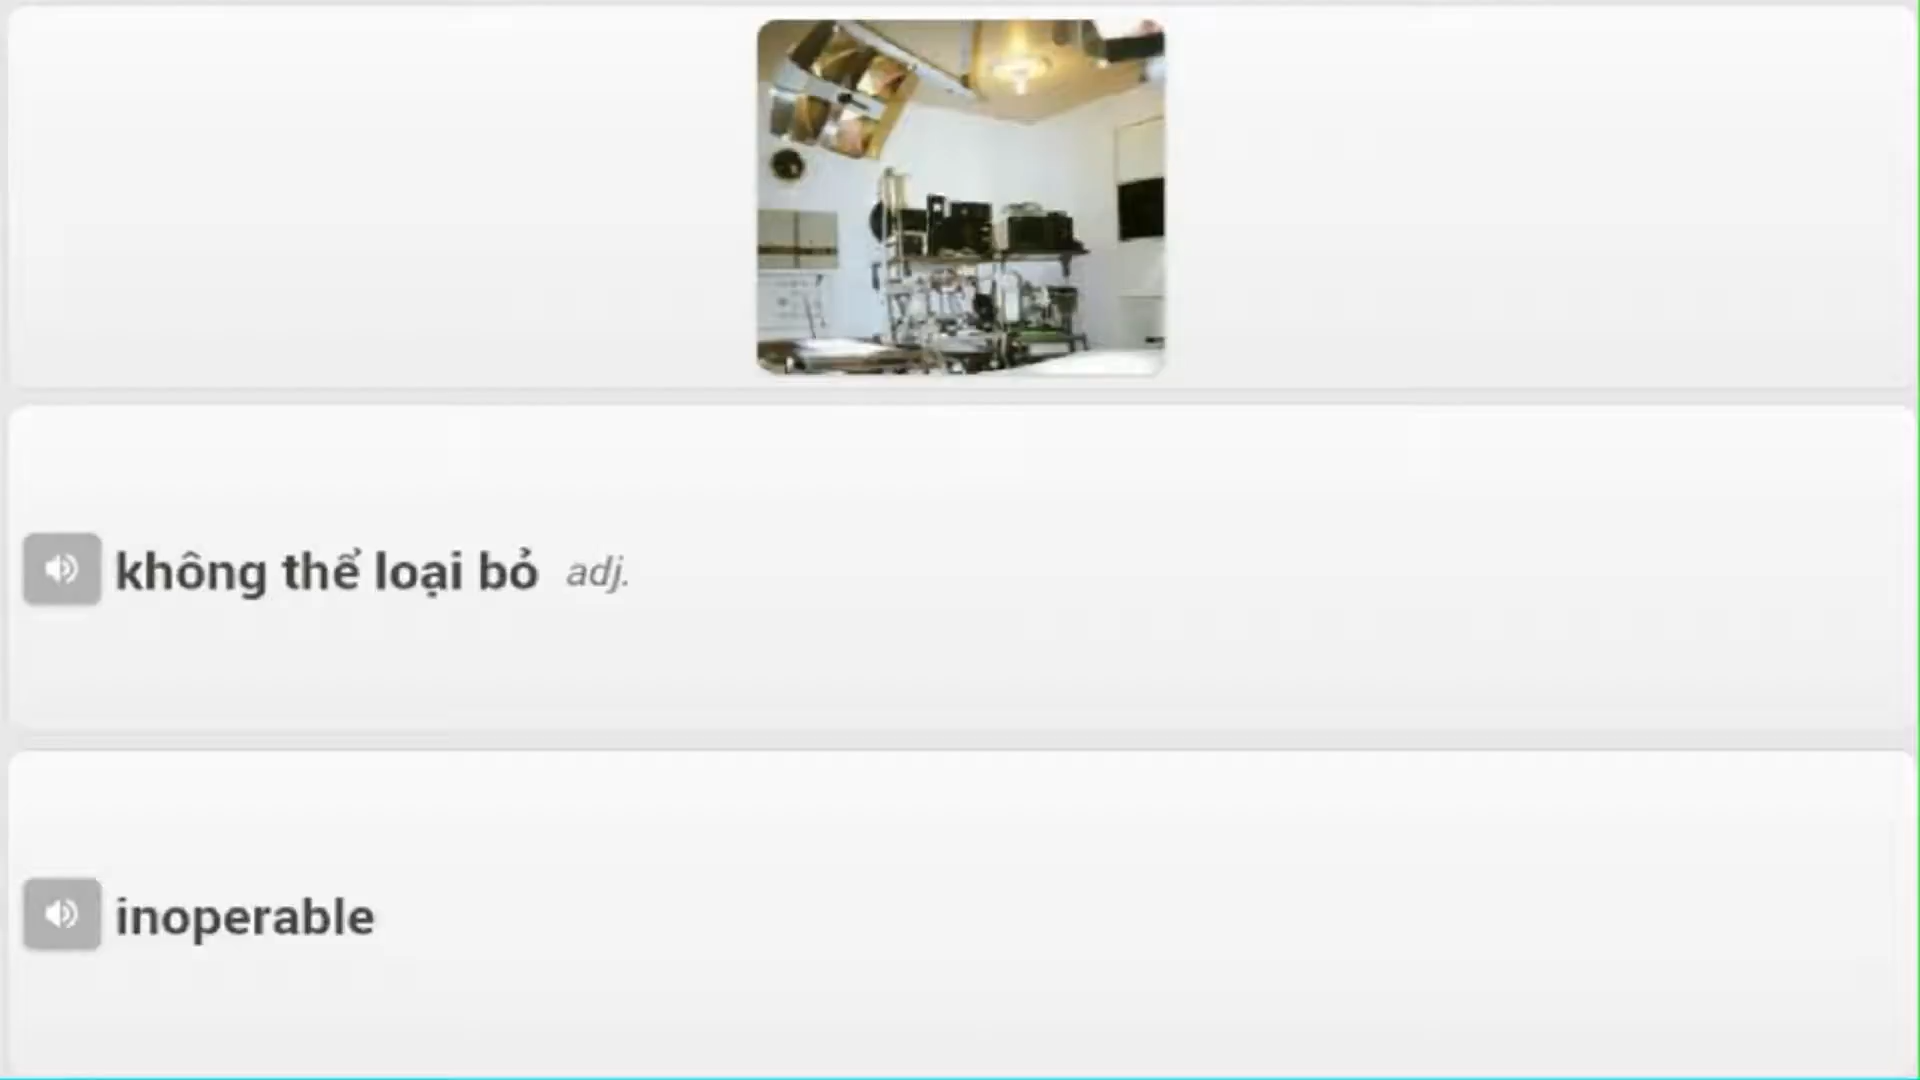 không thể loại bỏ adj.
inoperable